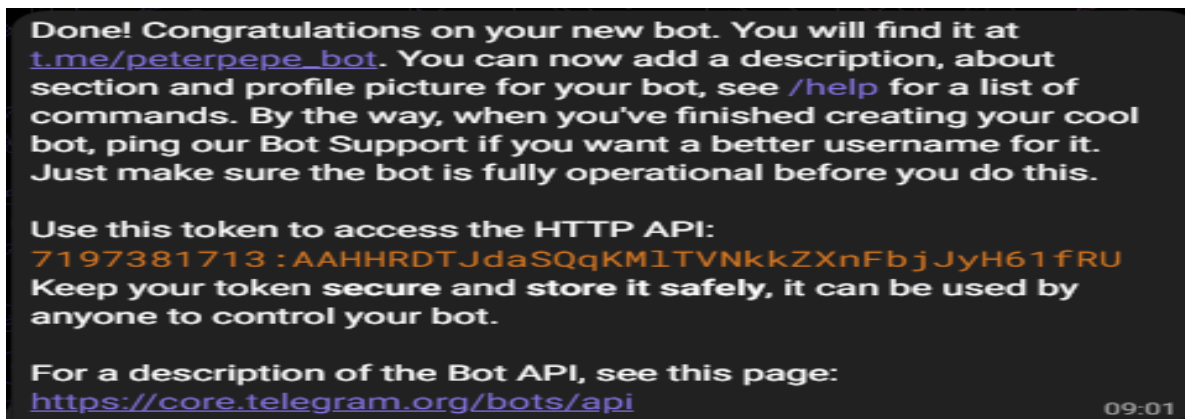 Done! Congratulations on your new bot. You will find it at
t.me/peterpepe_bot. You can now add a description, about
section and profile picture for your bot, see /help for a list of
commands. By the way, when you've finished creating your cool
bot, ping our Bot Support if you want a better username for it.
Just make sure the bot is fully operational before you do this.
Use this token to access the HTTP API:
7197381713:AAHHRDTJdaSQqKMlTVNkkZXnFbjJyH61fRU
Keep your token secure and store it safely, it can be used by
anyone to control your bot.
For a description of the Bot API, see this page:
https://core.telegram.org/bots/api
09:01